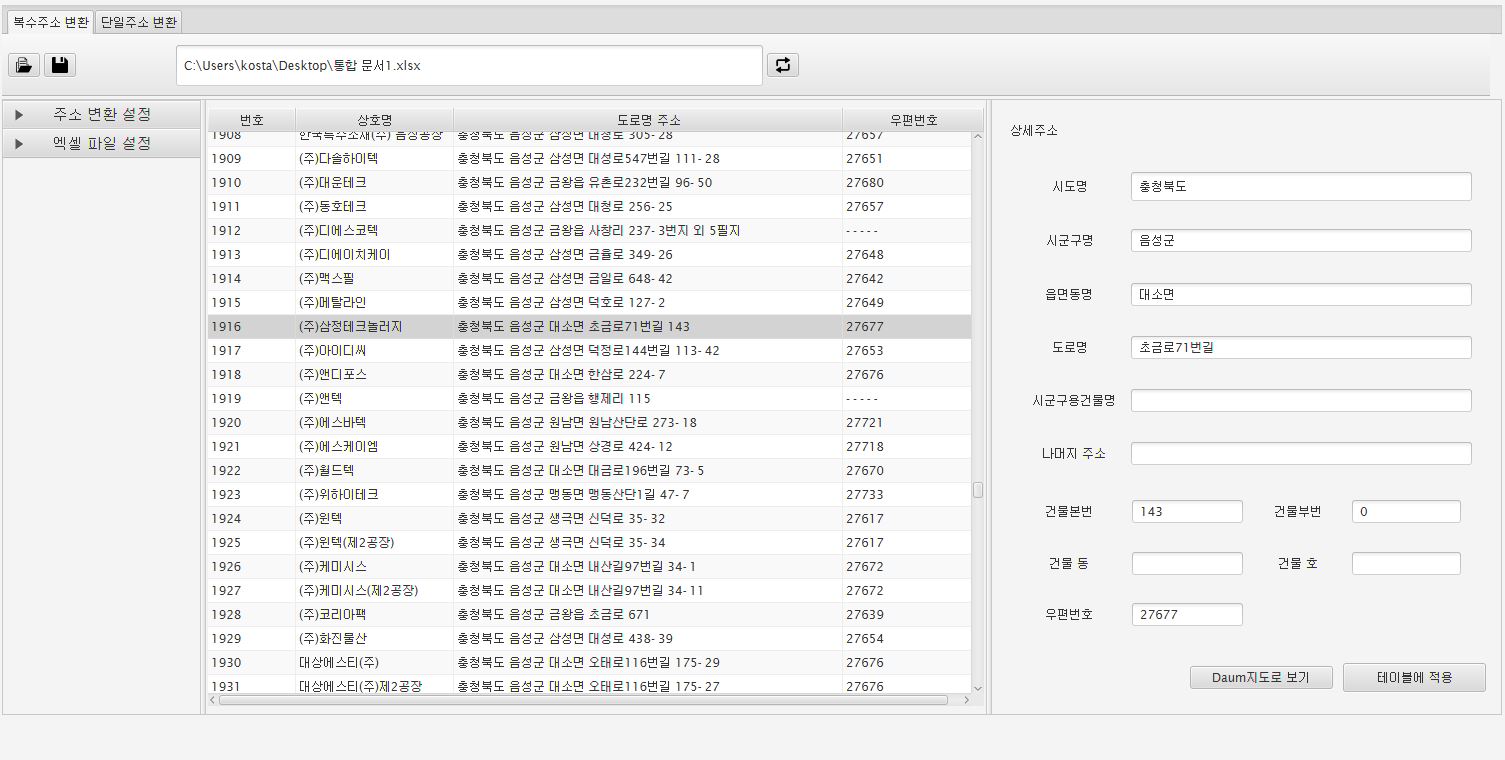 복수주소 변환 단일주소 변환
C:\Users\kosta\Desktop\통합 문서1.xlsx
주소 변환 설정
엑셀 파일 설정
번호 상호명 도로명 주소 우편번호
1908 한국특수소재(주) 음성공장 충청북도 음성군 삼성면 대청로 305-28 27657
1909 (주)다솔하이텍 충청북도 음성군 삼성면 대성로547번길 111-28 27651
1910 (주)대운테크 충청북도 음성군 금왕읍 유촌로232번길 96-50 27680
1911 (주)동호테크 충청북도 음성군 삼성면 대청로 256-25 27657
1912 (주)디에스코텍 충청북도 음성군 금왕읍 사창리 237-3번지 외 5필지 -----
1913 (주)디에이치케이 충청북도 음성군 삼성면 금율로 349-26 27648
1914 (주)맥스필 충청북도 음성군 삼성면 금일로 648-42 27642
1915 (주)메탈라인 충청북도 음성군 삼성면 덕호로 127-2 27649
1916 (주)삼정테크놀러지 충청북도 음성군 대소면 초금로71번길 143 27677
1917 (주)아이디씨 충청북도 음성군 삼성면 덕정로144번길 113-42 27653
1918 (주)앤디포스 충청북도 음성군 대소면 한삼로 224-7 27676
1919 (주)앤텍 충청북도 음성군 금왕읍 행제리 115 -----
1920 (주)에스바텍 충청북도 음성군 원남면 원남산단로 273-18 27721
1921 (주)에스케이엠 충청북도 음성군 원남면 상경로 424-12 27718
1922 (주)월드텍 충청북도 음성군 대소면 대금로196번길 73-5 27670
1923 (주)위하이테크 충청북도 음성군 맹동면 맹동산단1길 47-7 27733
1924 (주)윈텍 충청북도 음성군 생극면 신덕로 35-32 27617
1925 (주)윈텍(제2공장) 충청북도 음성군 생극면 신덕로 35-34 27617
1926 (주)케미시스 충청북도 음성군 대소면 내산길97번길 34-1 27672
1927 (주)케미시스(제2공장) 충청북도 음성군 대소면 내산길97번길 34-11 27672
1928 (주)코리아팩 충청북도 음성군 금왕읍 초금로 671 27639
1929 (주)화진물산 충청북도 음성군 삼성면 대성로 438-39 27654
1930 대상에스티(주) 충청북도 음성군 대소면 오태로116번길 175-29 27676
1931 대상에스티(주)제2공장 충청북도 음성군 대소면 오태로116번길 175-27 27676
상세주소
시도명 충청북도
시군구명 음성군
읍면동명 대소면
도로명 초금로71번길
시군구용건물명
나머지 주소
건물본번 143 건물부번 0
건물 동 건물 호
우편번호 27677
Daum지도로 보기 테이블에 적용